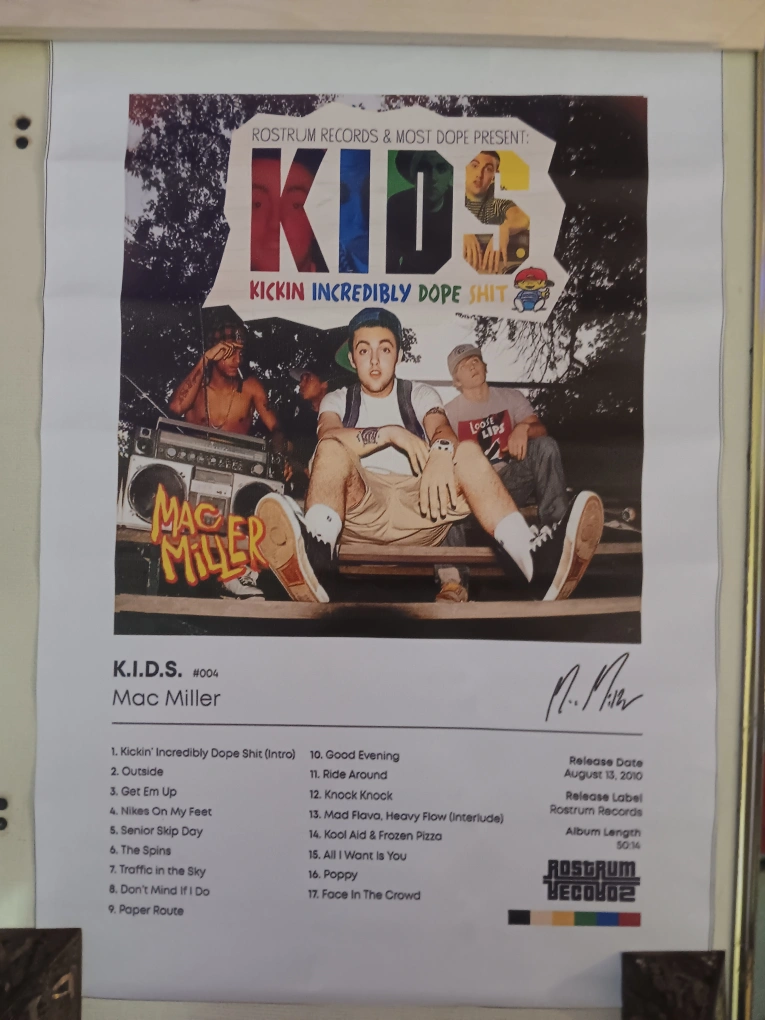 ROSTRUM RECORDS & MOST DOPE PRESENT:
KIDS
KICKIN INCREDIBLY DOPE SHIT
LOOSE
LIPS
MAC
MILLER
K.I.D.S. #004
Mac Miller
Mac Miller
1. Kickin' Incredibly Dope Shit (Intro)
2. Outside
3. Get Em Up
4. Nikes On My Feet
5. Senior Skip Day
6. The Spins
7. Traffic in the Sky
8. Don't Mind If I Do
9. Paper Route
10. Good Evening
11. Ride Around
12. Knock Knock
13. Mad Flava, Heavy Flow (Interlude)
14. Kool Aid & Frozen Pizza
15. All I Want Is You
16. Poppy
17. Face In The Crowd
Release Date
August 13, 2010
Release Label
Rostrum Records
Album Length
50:14
ROSTRUM
RECORDS